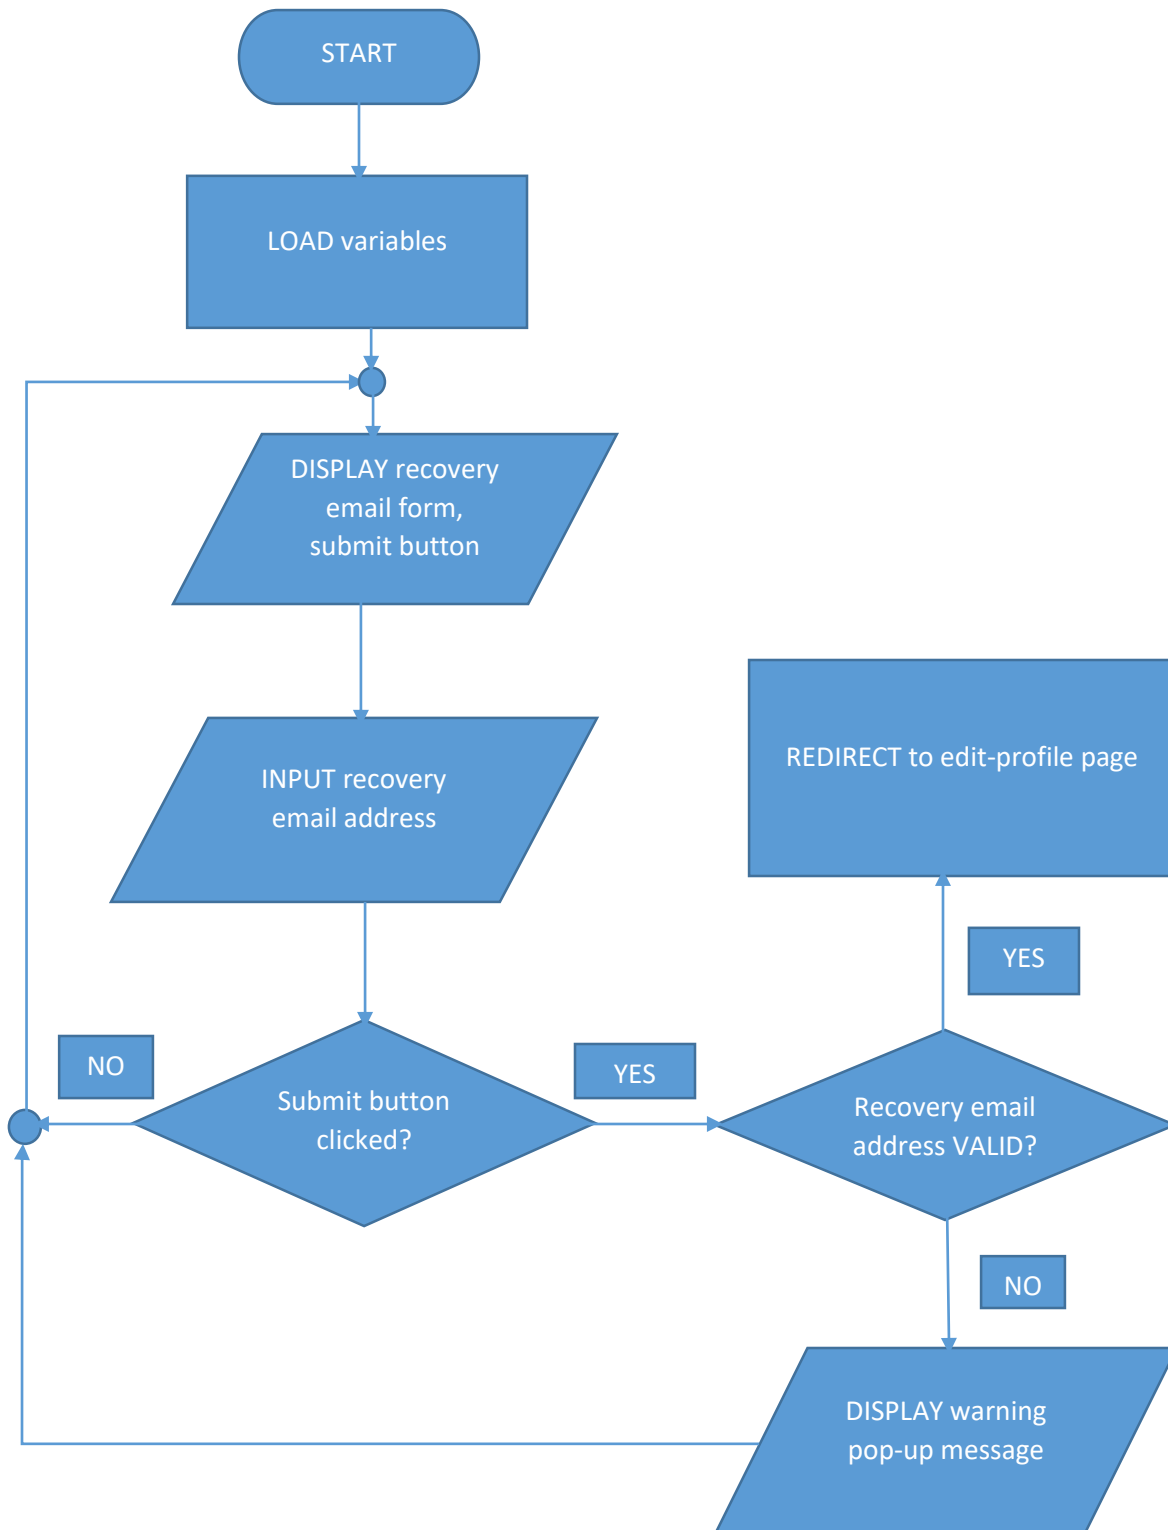 START
LOAD variables
DISPLAY recovery
email form,
submit button
INPUT recovery
email address
REDIRECT to edit-profile page
YES
NO
YES
Submit button
clicked?
Recovery email
address VALID?
NO
DISPLAY warning
pop-up message